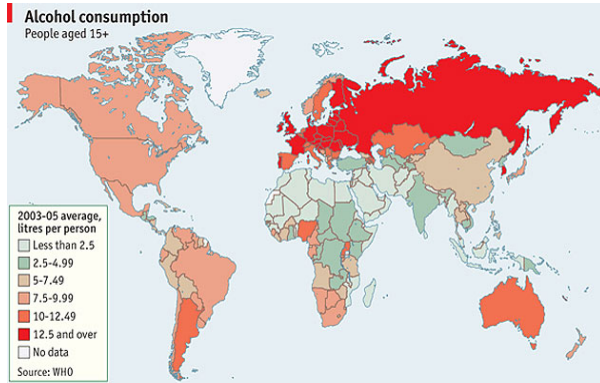 Alcohol consumption
People aged 15+
2003-05 average,
litres per person
Less than 2.5
2.5-4.99
5-7.49
7.5-9.99
10-12.49
12.5 and over
No data
Source: WHO